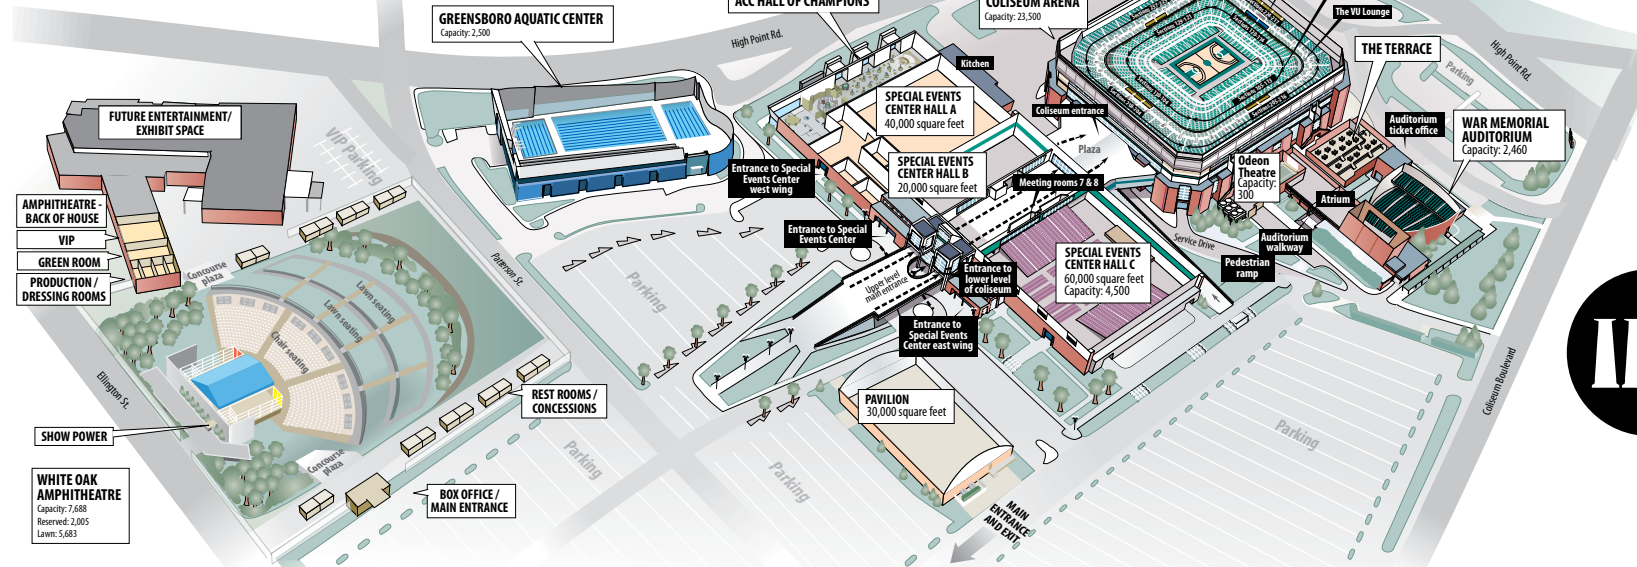 GREENSBORO AQUATIC CENTER
Capacity: 2,500
ACC HALL OF CHAMPIONS
COLISEUM ARENA
Capacity: 23,500
The VU Lounge
High Point Rd.
High Point Rd.
THE TERRACE
Parking
Kitchen
FUTURE ENTERTAINMENT/
EXHIBIT SPACE
VIP Parking
SPECIAL EVENTS
CENTER HALL A
40,000 square feet
Coliseum entrance
Plaza
Auditorium
ticket office
WAR MEMORIAL
AUDITORIUM
Capacity: 2,460
Entrance to Special
Events Center
west wing
SPECIAL EVENTS
CENTER HALL B
20,000 square feet
Meeting rooms 7 & 8
Odeon
Theatre
Capacity:
300
Atrium
AMPHITHEATRE -
BACK OF HOUSE
VIP
GREEN ROOM
PRODUCTION /
DRESSING ROOMS
Entrance to Special
Events Center
Service Drive
Auditorium
walkway
Pedestrian
ramp
SPECIAL EVENTS
CENTER HALL C
60,000 square feet
Capacity: 4,500
Concourse
plaza
Patterson St.
Parking
Upper level
main entrance
Entrance to
lower level
of coliseum
Lawn seating
Lawn seating
Chair seating
Entrance to
Special Events
Center east wing
Ellington St.
Coliseum Boulevard
REST ROOMS /
CONCESSIONS
PAVILION
30,000 square feet
SHOW POWER
Concourse
plaza
Parking
Parking
Parking
WHITE OAK
AMPHITHEATRE
Capacity: 7,688
Reserved: 2,005
Lawn: 5,683
BOX OFFICE /
MAIN ENTRANCE
MAIN
ENTRANCE
AND EXIT